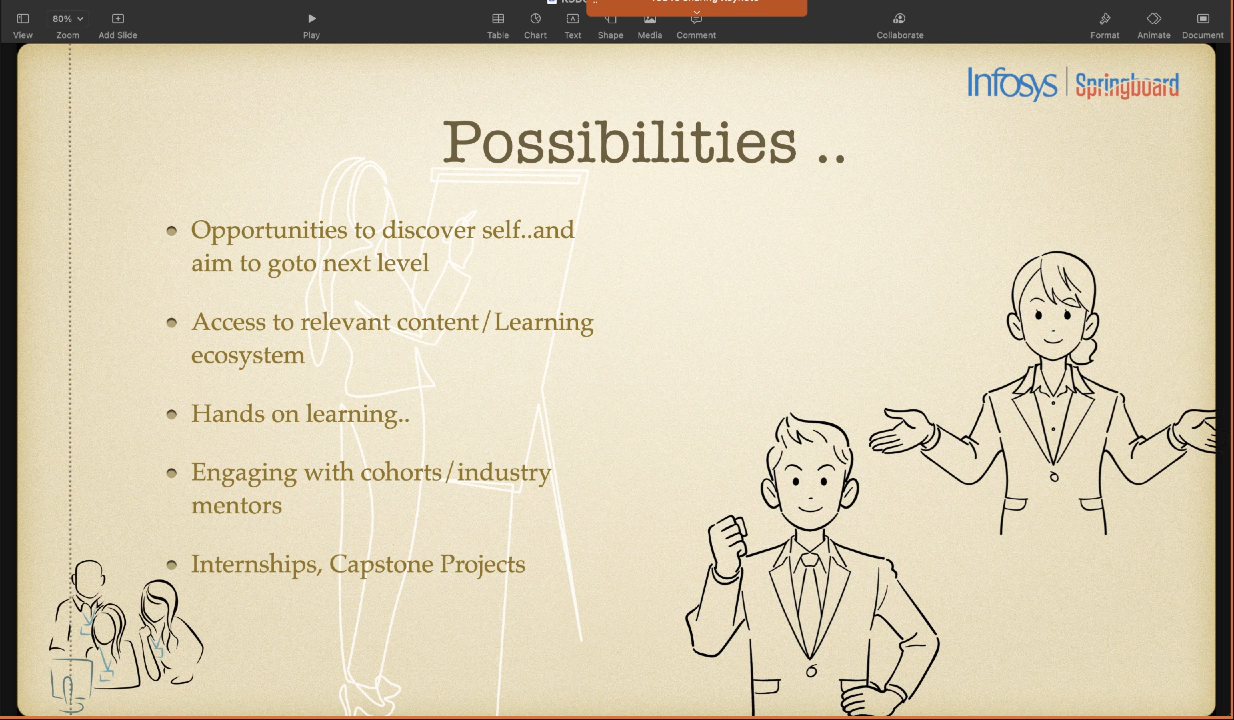 80%
View
Zoom
Add Slide
Play
Table
Chart
Text
Shape
Media
Comment
Collaborate
Format
Animate
Document
Infosys | Springboard
Possibilities ..
• Opportunities to discover self..and
aim to goto next level
• Access to relevant content/Learning
ecosystem
• Hands on learning..
• Engaging with cohorts/industry
mentors
• Internships, Capstone Projects